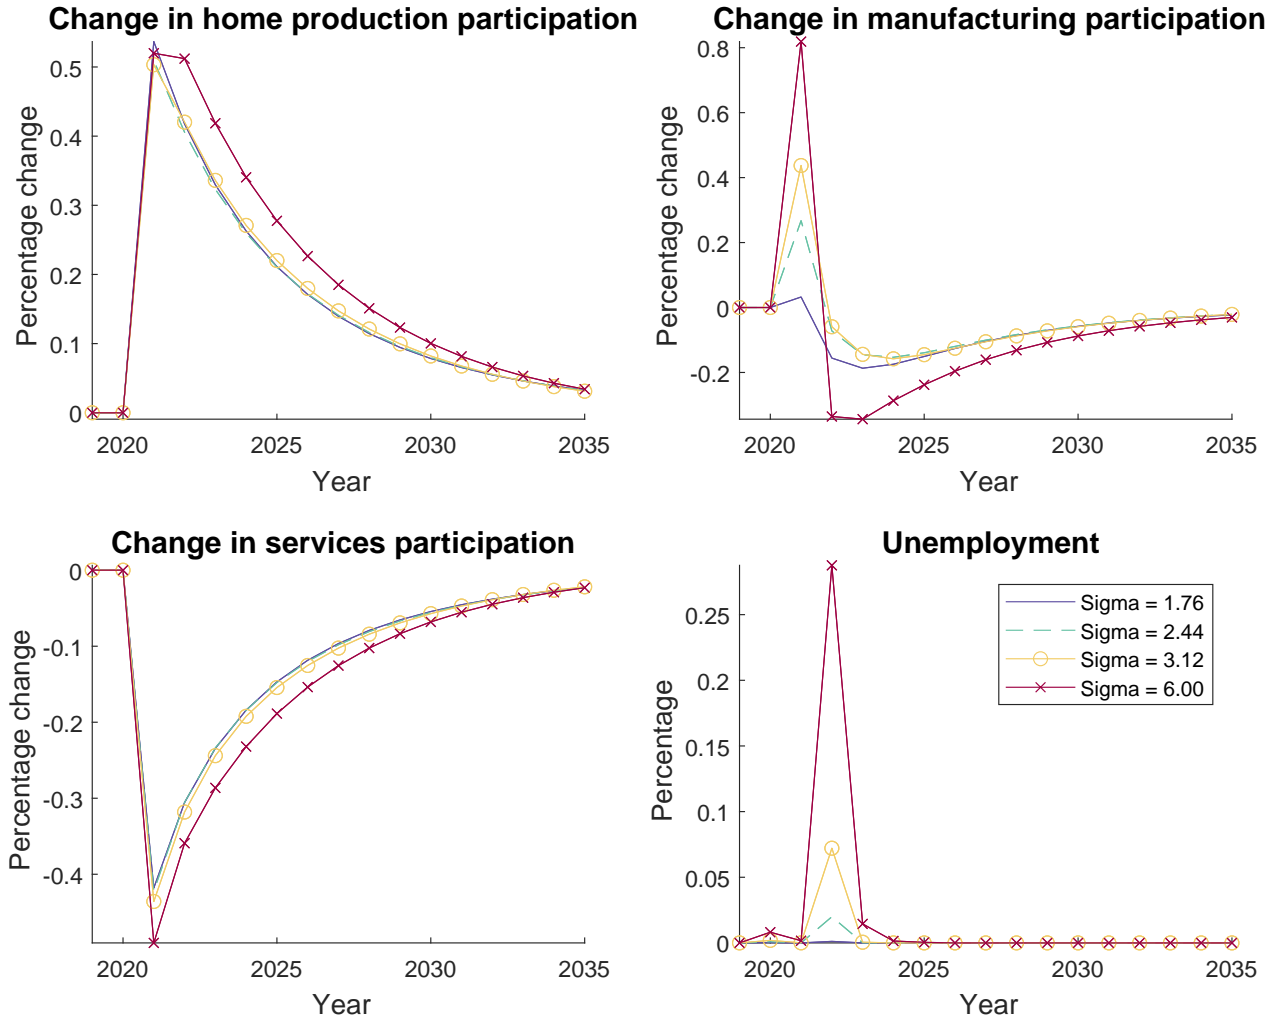 Change in home production participation
Percentage change
0.5
0.4
0.3
0.2
0.1
0
2020
2025
2030
2035
Year
Change in manufacturing participation
Percentage change
0.8
0.6
0.4
0.2
0
-0.2
2020
2025
2030
2035
Year
Change in services participation
Percentage change
0
-0.1
-0.2
-0.3
-0.4
2020
2025
2030
2035
Year
Unemployment
Percentage
0.25
0.2
0.15
0.1
0.05
0
Sigma = 1.76
Sigma = 2.44
Sigma = 3.12
Sigma = 6.00
2020
2025
2030
2035
Year